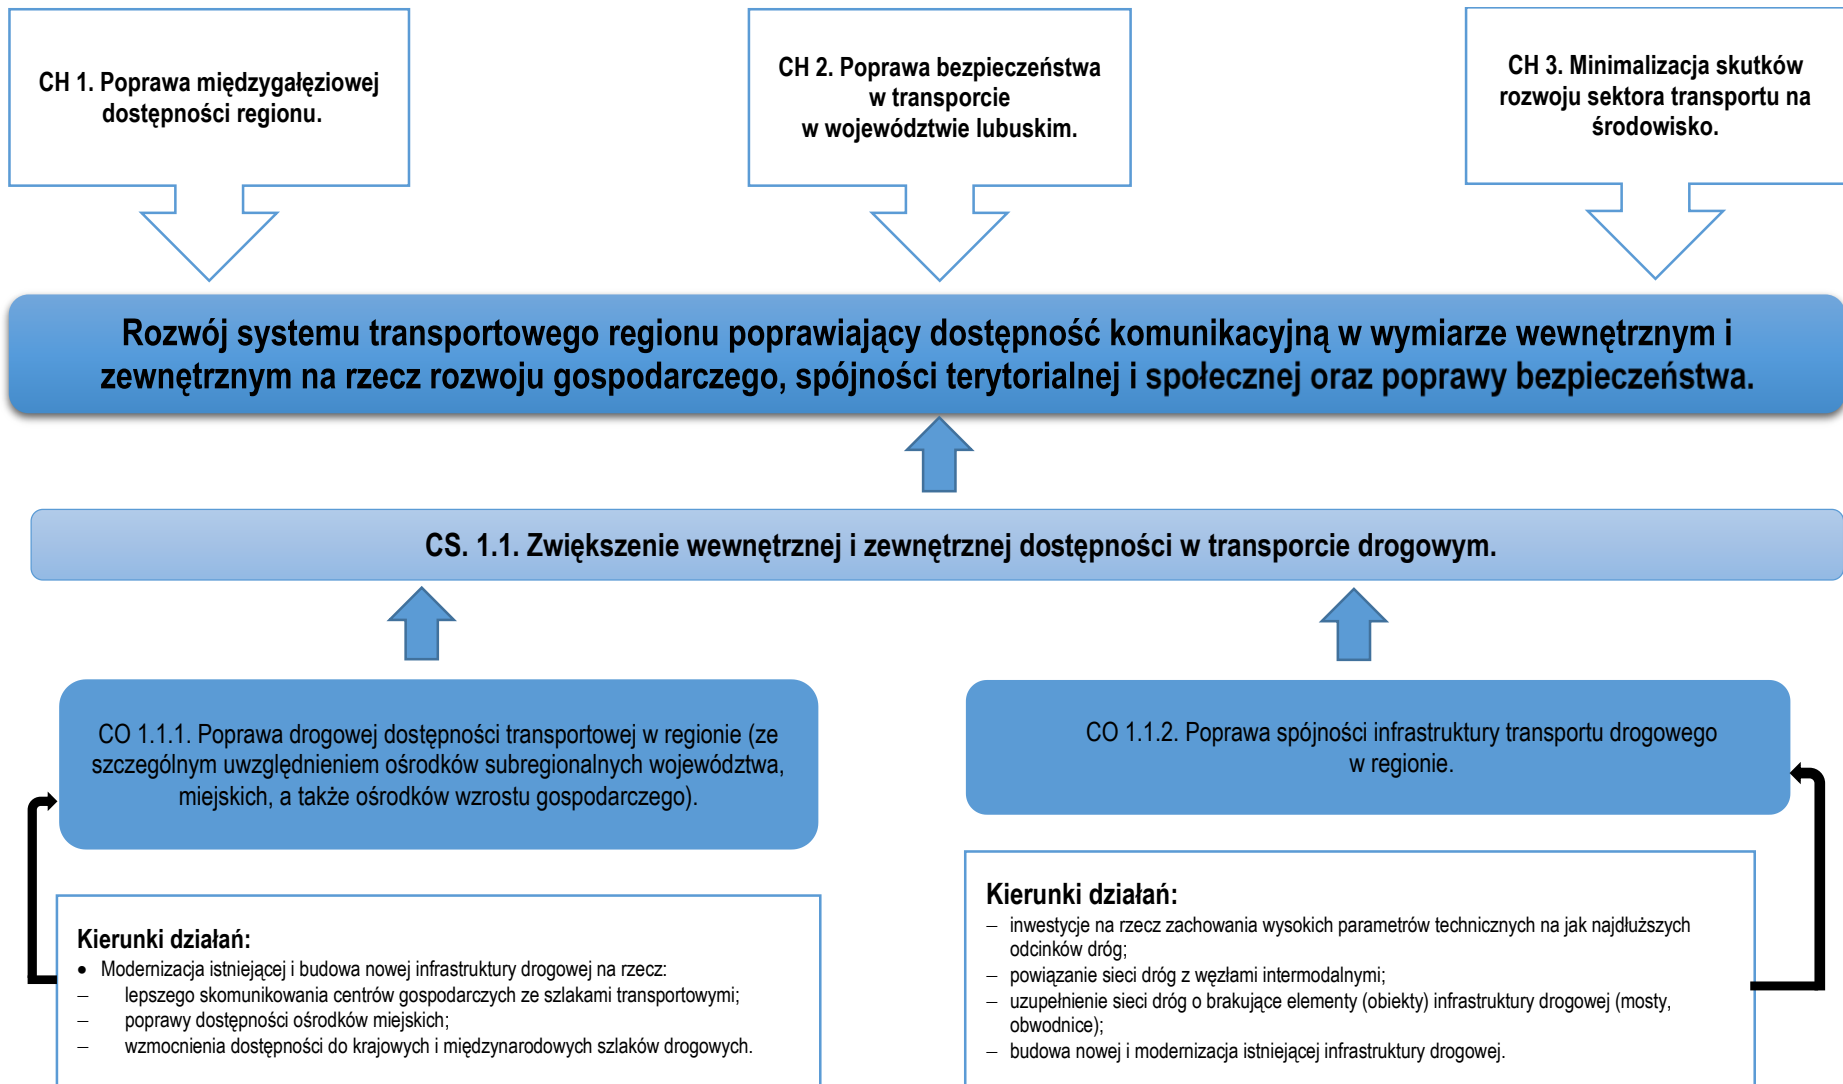 CH 1. Poprawa międzygałęziowej
dostępności regionu.
CH 2. Poprawa bezpieczeństwa
w transporcie
w województwie lubuskim.
CH 3. Minimalizacja skutków
rozwoju sektora transportu na
środowisko.
Rozwój systemu transportowego regionu poprawiający dostępność komunikacyjną w wymiarze wewnętrznym i
zewnętrznym na rzecz rozwoju gospodarczego, spójności terytorialnej i społecznej oraz poprawy bezpieczeństwa.
CS. 1.1. Zwiększenie wewnętrznej i zewnętrznej dostępności w transporcie drogowym.
CO 1.1.1. Poprawa drogowej dostępności transportowej w regionie (ze
szczególnym uwzględnieniem ośrodków subregionalnych województwa,
miejskich, a także ośrodków wzrostu gospodarczego).
Kierunki działań:
• Modernizacja istniejącej i budowa nowej infrastruktury drogowej na rzecz:
– lepszego skomunikowania centrów gospodarczych ze szlakami transportowymi;
– poprawy dostępności ośrodków miejskich;
– wzmocnienia dostępności do krajowych i międzynarodowych szlaków drogowych.
CO 1.1.2. Poprawa spójności infrastruktury transportu drogowego
w regionie.
Kierunki działań:
– inwestycje na rzecz zachowania wysokich parametrów technicznych na jak najdłuższych
odcinków dróg;
– powiązanie sieci dróg z węzłami intermodalnymi;
– uzupełnienie sieci dróg o brakujące elementy (obiekty) infrastruktury drogowej (mosty,
obwodnice);
– budowa nowej i modernizacja istniejącej infrastruktury drogowej.